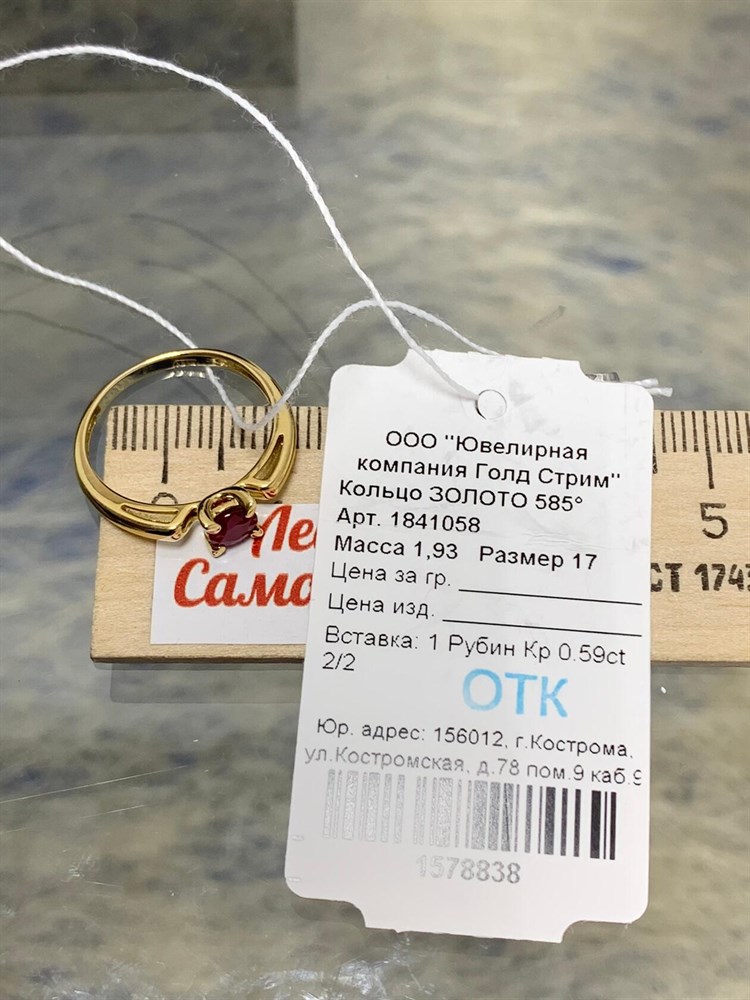 ООО "Ювелирная
компания Голд Стрим"
Кольцо ЗОЛОТО 585°
Арт. 1841058
Масса 1,93 Размер 17
Цена за гр.
Цена изд.
Вставка: 1 Рубин Кр 0.59ct
2/2
ОТК
Юр. адрес: 156012, г.Кострома,
ул.Костромская, д.78 пом.9 каб.9
1578838
0
5
Само